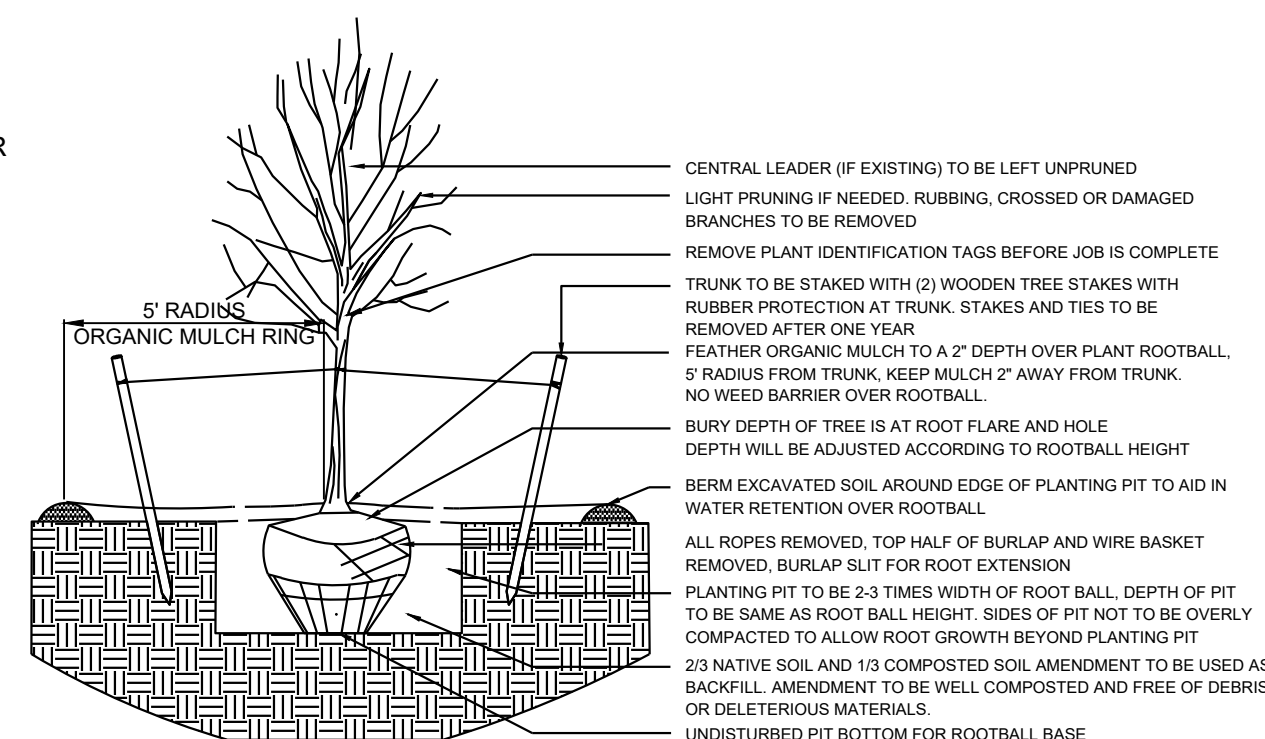 R
CENTRAL LEADER (IF EXISTING) TO BE LEFT UNPRUNED
LIGHT PRUNING IF NEEDED. RUBBING, CROSSED OR DAMAGED
BRANCHES TO BE REMOVED
REMOVE PLANT IDENTIFICATION TAGS BEFORE JOB IS COMPLETE
TRUNK TO BE STAKED WITH (2) WOODEN TREE STAKES WITH
RUBBER PROTECTION AT TRUNK. STAKES AND TIES TO BE
REMOVED AFTER ONE YEAR
5' RADIUS
ORGANIC MULCH RING
FEATHER ORGANIC MULCH TO A 2" DEPTH OVER PLANT ROOTBALL,
5' RADIUS FROM TRUNK, KEEP MULCH 2" AWAY FROM TRUNK.
NO WEED BARRIER OVER ROOTBALL.
BURY DEPTH OF TREE IS AT ROOT FLARE AND HOLE
DEPTH WILL BE ADJUSTED ACCORDING TO ROOTBALL HEIGHT
BERM EXCAVATED SOIL AROUND EDGE OF PLANTING PIT TO AID IN
WATER RETENTION OVER ROOTBALL
ALL ROPES REMOVED, TOP HALF OF BURLAP AND WIRE BASKET
REMOVED, BURLAP SLIT FOR ROOT EXTENSION
PLANTING PIT TO BE 2-3 TIMES WIDTH OF ROOT BALL, DEPTH OF PIT
TO BE SAME AS ROOT BALL HEIGHT. SIDES OF PIT NOT TO BE OVERLY
COMPACTED TO ALLOW ROOT GROWTH BEYOND PLANTING PIT
2/3 NATIVE SOIL AND 1/3 COMPOSTED SOIL AMENDMENT TO BE USED AS
BACKFILL. AMENDMENT TO BE WELL COMPOSTED AND FREE OF DEBRIS
OR DELETERIOUS MATERIALS.
UNDISTURBED PIT BOTTOM FOR ROOTBALL BASE